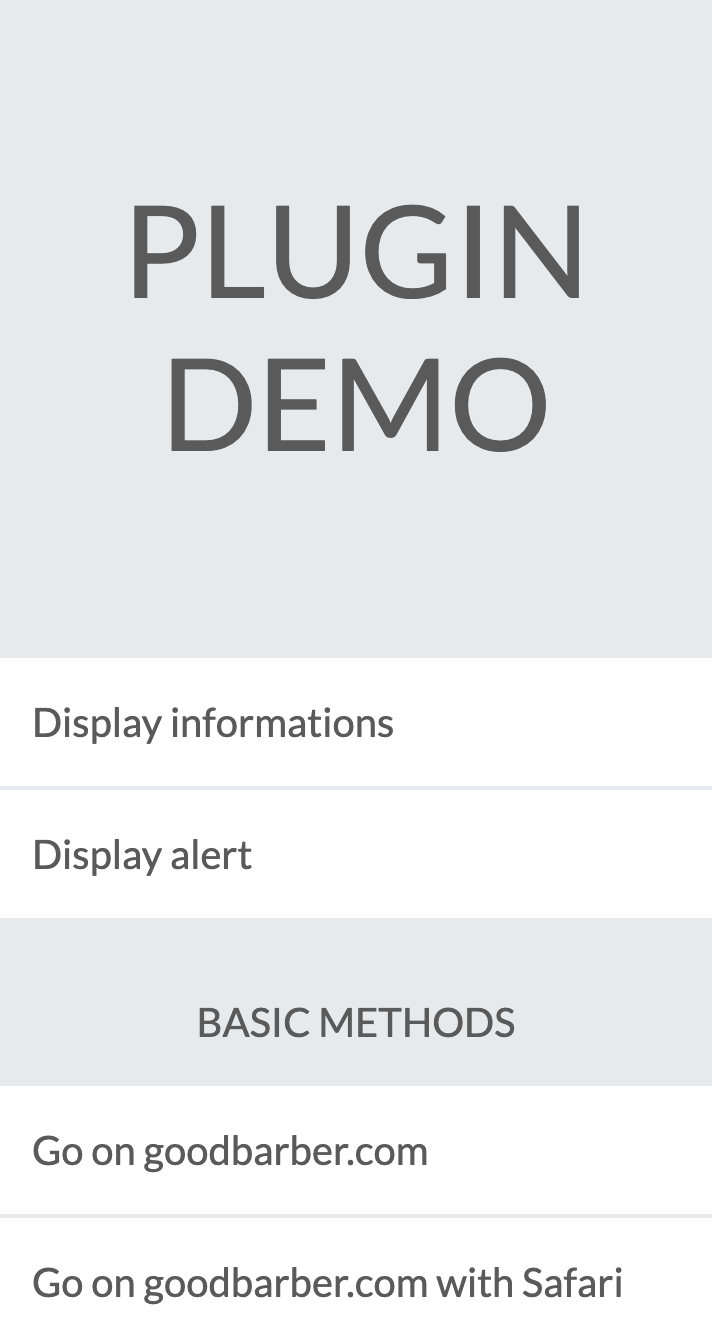 PLUGIN
DEMO
Display informations
Display alert
BASIC METHODS
Go on goodbarber.com
Go on goodbarber.com with Safari